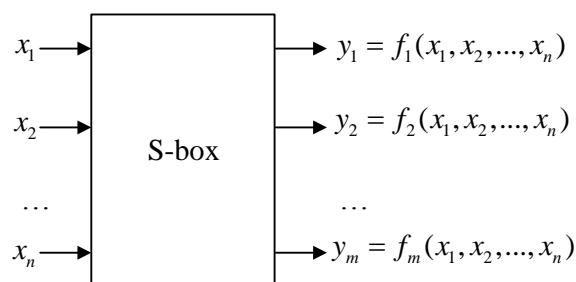 x₁ y₁ = f₁(x₁, x₂,..., xₙ)
x₂ y₂ = f₂(x₁, x₂,..., xₙ)
S-box
... ...
xₙ yₘ = fₘ(x₁, x₂,..., xₙ)